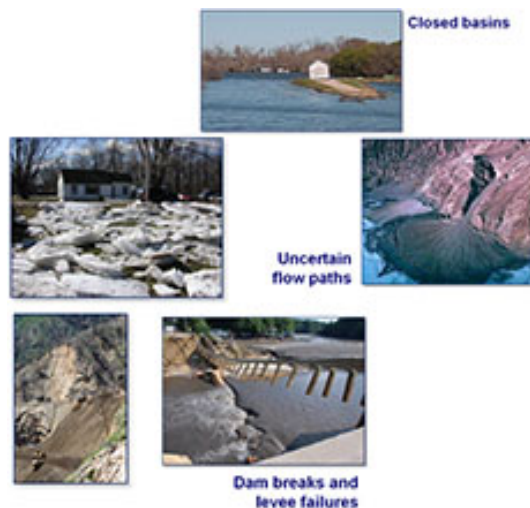 Closed basins
Uncertain
flow paths
Dam breaks and
levee failures